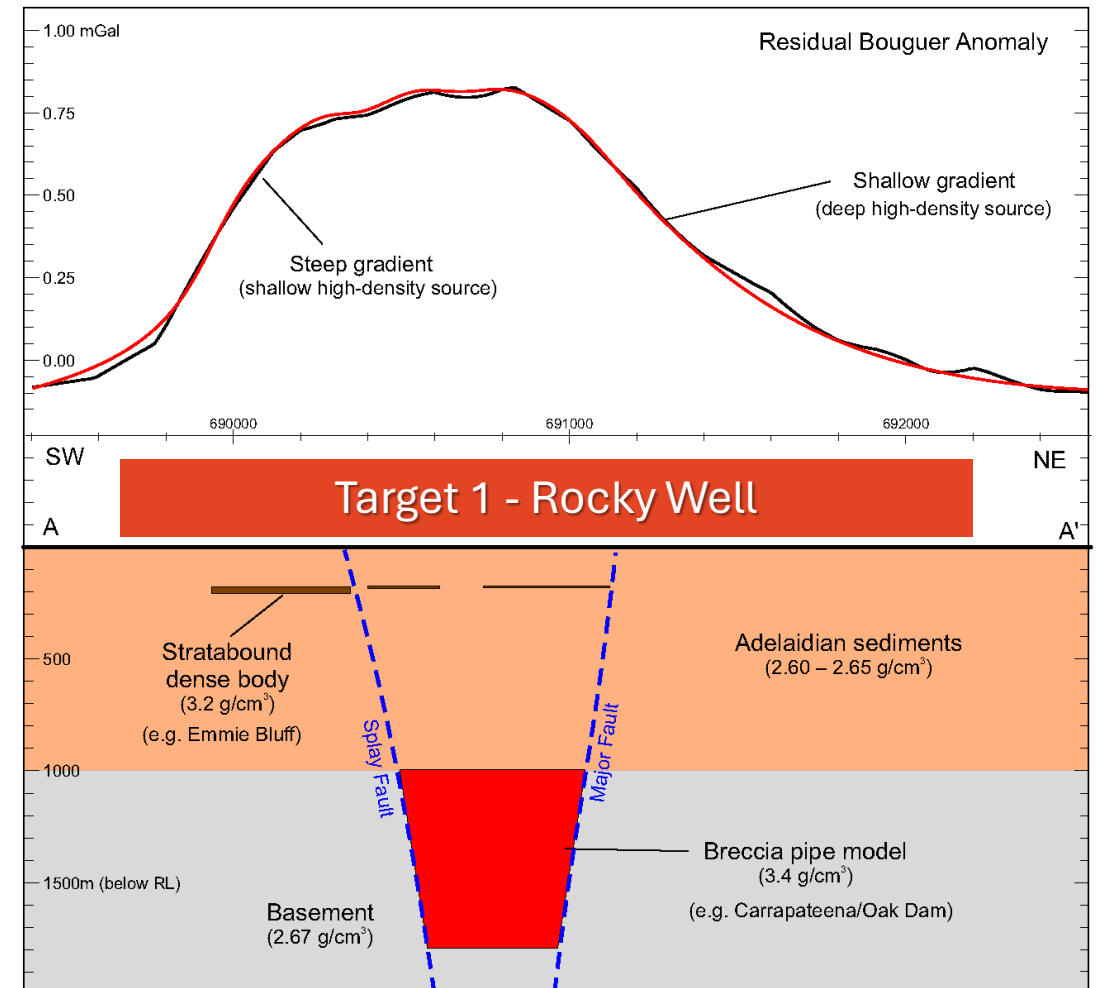 1.00 mGal
Residual Bouguer Anomaly
0.75
0.50
Shallow gradient
(deep high-density source)
Steep gradient
(shallow high-density source)
0.25
0.00
690000
691000
692000
SW
NE
Target 1 - Rocky Well
A
A'
Stratabound
dense body
(3.2 g/cm³)
(e.g. Emmie Bluff)
Adelaidian sediments
(2.60 – 2.65 g/cm³)
500
Splay Fault
Major Fault
1000
Breccia pipe model
(3.4 g/cm³)
(e.g. Carrapateena/Oak Dam)
1500m (below RL)
Basement
(2.67 g/cm³)